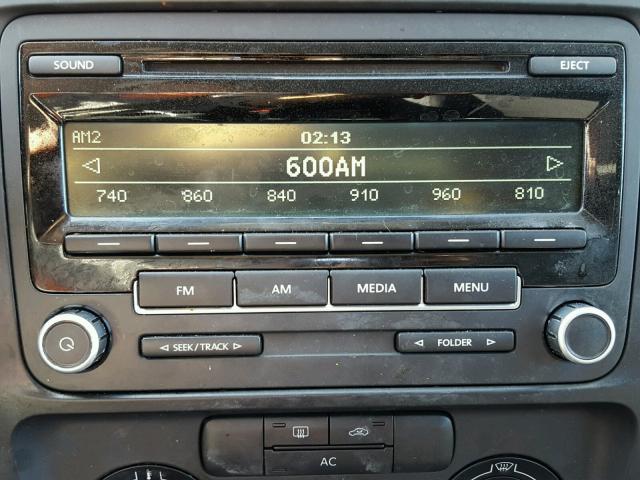 SOUND EJECT
AM2 02:13
600AM
740 860 840 910 960 810
FM AM MEDIA MENU
SEEK/TRACK FOLDER
AC